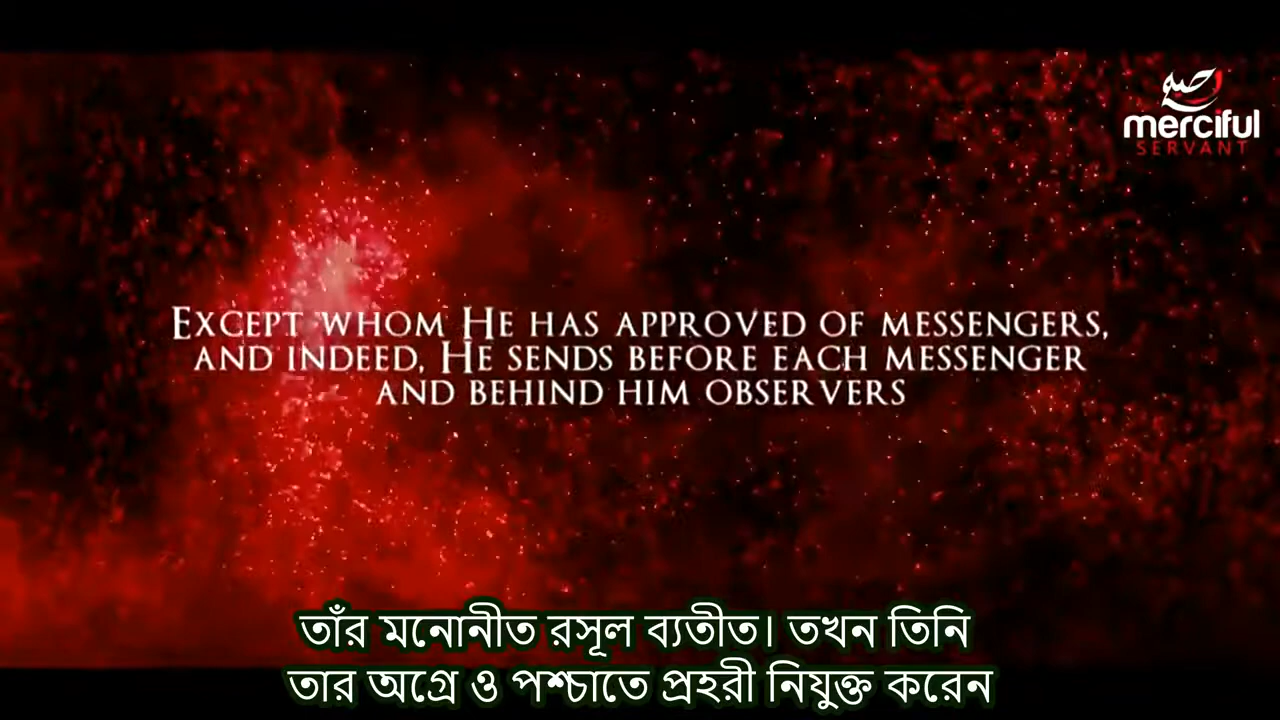 merciful
SERVANT
EXCEPT WHOM HE HAS APPROVED OF MESSENGERS,
AND INDEED, HE SENDS BEFORE EACH MESSENGER
AND BEHIND HIM OBSERVERS
তাঁর মনোনীত রসূল ব্যতীত। তখন তিনি
তার অগ্রে ও পশ্চাতে প্রহরী নিযুক্ত করেন